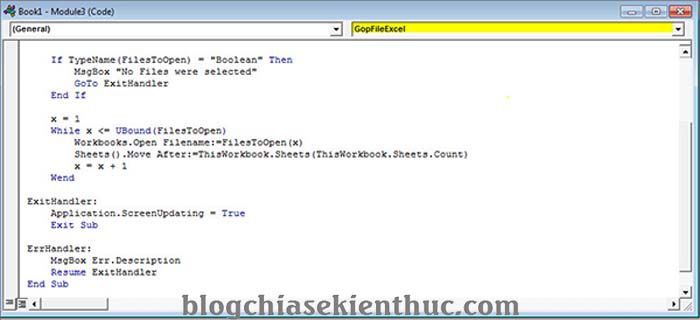 Book1 - Module3 (Code)
(General)
GopFileExcel
If TypeName(FilesToOpen) = "Boolean" Then
MsgBox "No Files were selected"
GoTo ExitHandler
End If
x = 1
While x <= UBound(FilesToOpen)
Workbooks.Open Filename:=FilesToOpen(x)
Sheets().Move After:=ThisWorkbook.Sheets(ThisWorkbook.Sheets.Count)
x = x + 1
Wend
ExitHandler:
Application.ScreenUpdating = True
Exit Sub
ErrHandler:
MsgBox Err.Description
Resume ExitHandler
End Sub
blogchiasekienthuc.com